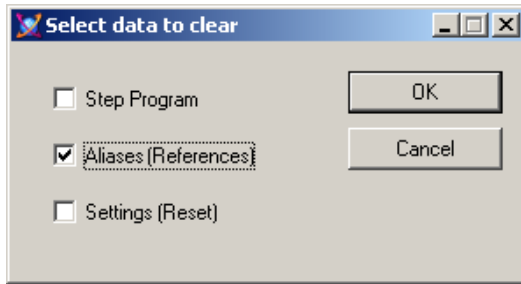 Select data to clear
Step Program
OK
Aliases (References)
Cancel
Settings (Reset)